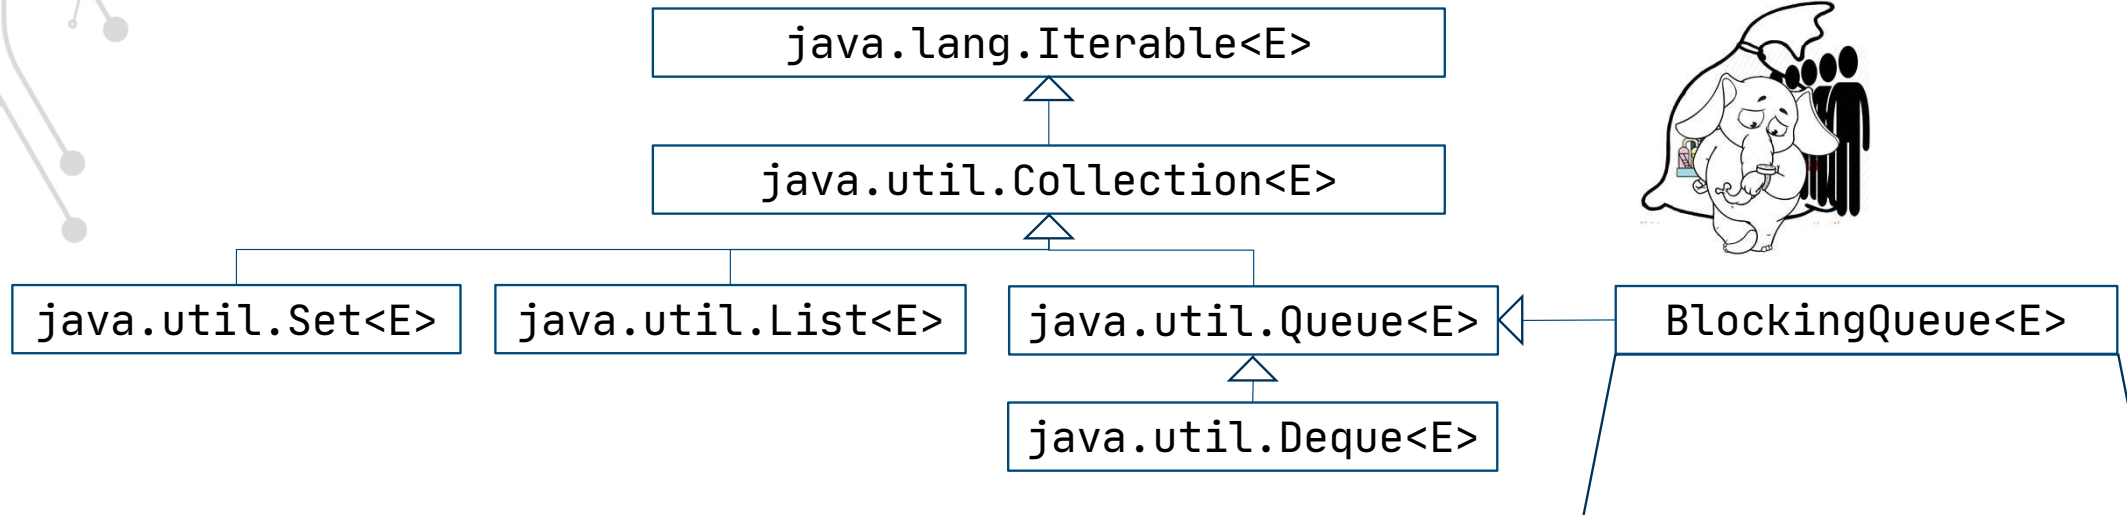 java.lang.Iterable<E>
java.util.Collection<E>
java.util.Set<E>
java.util.List<E>
java.util.Queue<E>
BlockingQueue<E>
java.util.Deque<E>